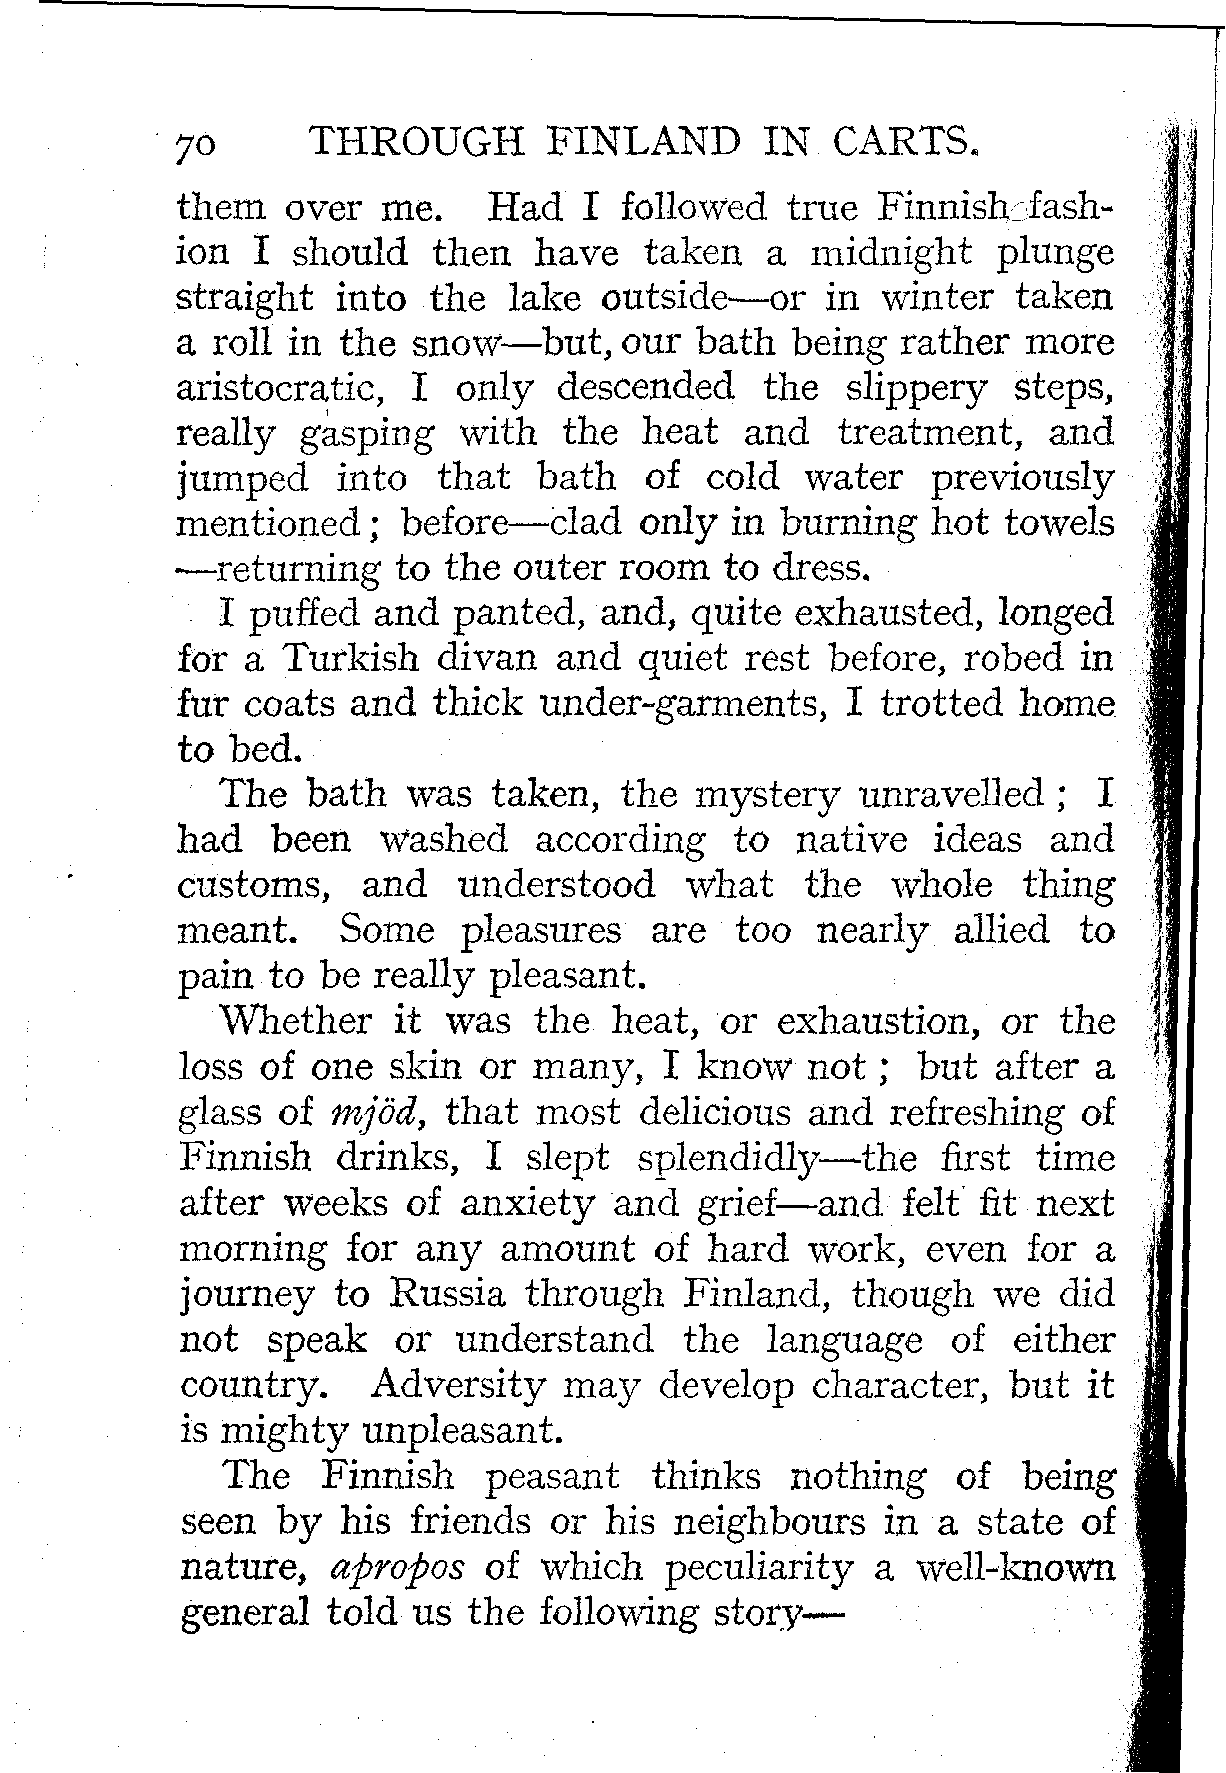 70 THROUGH FINLAND IN CARTS.
them over me. Had I followed true Finnish fash-
ion I should then have taken a midnight plunge
straight into the lake outside—or in winter taken
a roll in the snow—but, our bath being rather more
aristocratic, I only descended the slippery steps,
really gasping with the heat and treatment, and
jumped into that bath of cold water previously
mentioned; before—clad only in burning hot towels
—returning to the outer room to dress.
I puffed and panted, and, quite exhausted, longed
for a Turkish divan and quiet rest before, robed in
fur coats and thick under-garments, I trotted home
to bed.
The bath was taken, the mystery unravelled; I
had been washed according to native ideas and
customs, and understood what the whole thing
meant. Some pleasures are too nearly allied to
pain to be really pleasant.
Whether it was the heat, or exhaustion, or the
loss of one skin or many, I know not; but after a
glass of mjöd, that most delicious and refreshing of
Finnish drinks, I slept splendidly—the first time
after weeks of anxiety and grief—and felt fit next
morning for any amount of hard work, even for a
journey to Russia through Finland, though we did
not speak or understand the language of either
country. Adversity may develop character, but it
is mighty unpleasant.
The Finnish peasant thinks nothing of being
seen by his friends or his neighbours in a state of
nature, apropos of which peculiarity a well-known
general told us the following story—